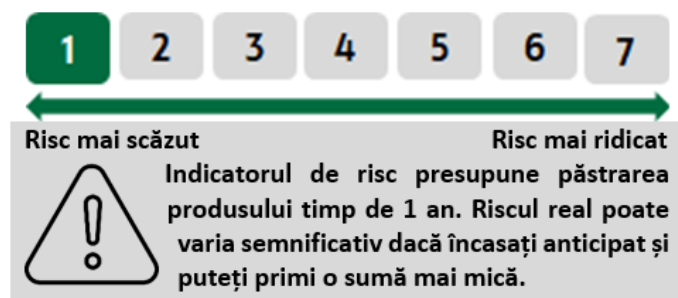 1 2 3 4 5 6 7
Risc mai scăzut Risc mai ridicat
Indicatorul de risc presupune păstrarea
produsului timp de 1 an. Riscul real poate
varia semnificativ dacă încasați anticipat și
puteți primi o sumă mai mică.